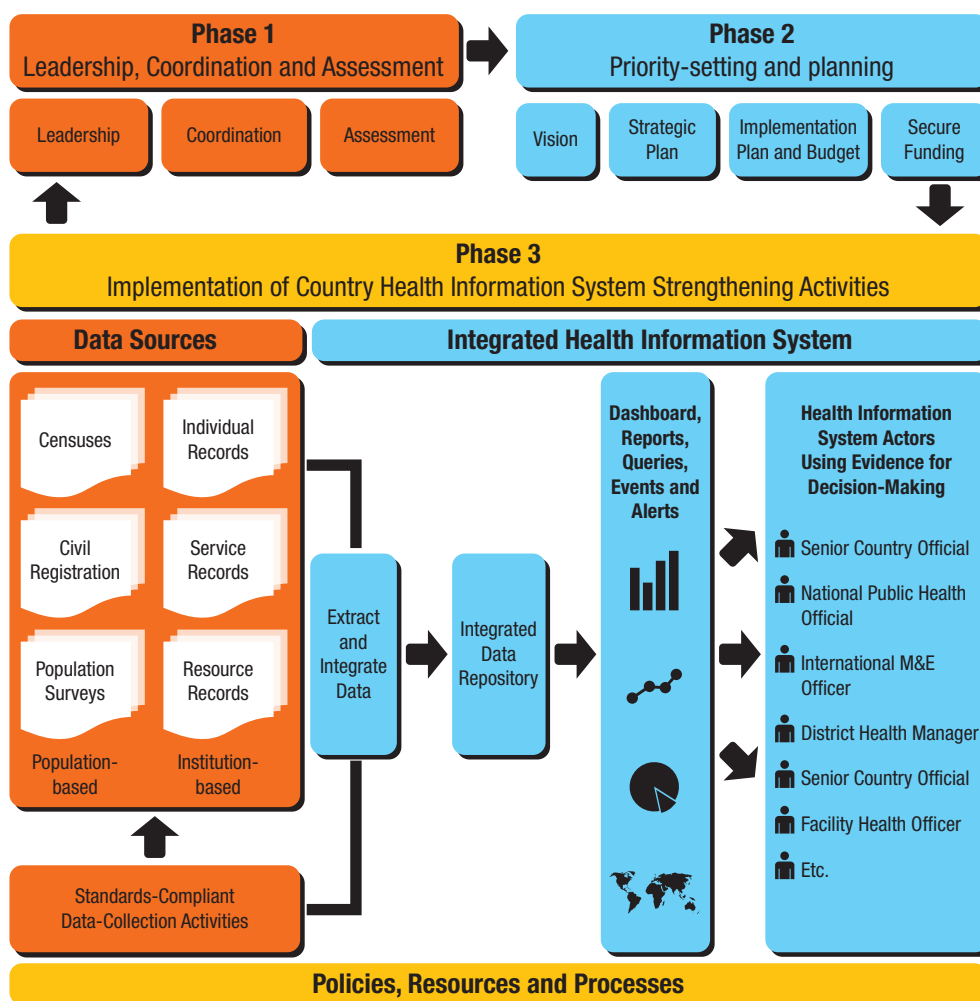 Phase 1
Leadership, Coordination and Assessment
Phase 2
Priority-setting and planning
Leadership
Coordination
Assessment
Vision
Strategic
Plan
Implementation
Plan and Budget
Secure
Funding
Phase 3
Implementation of Country Health Information System Strengthening Activities
Data Sources
Integrated Health Information System
Censuses
Individual
Records
Civil
Registration
Service
Records
Population
Surveys
Resource
Records
Population-
based
Institution-
based
Standards-Compliant
Data-Collection Activities
Extract
and
Integrate
Data
Integrated
Data
Repository
Dashboard,
Reports,
Queries,
Events and
Alerts
Health Information
System Actors
Using Evidence for
Decision-Making
Senior Country Official
National Public Health
Official
International M&E
Officer
District Health Manager
Senior Country Official
Facility Health Officer
Etc.
Policies, Resources and Processes